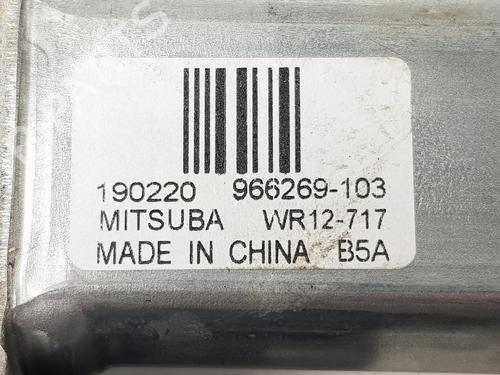 190220 966269-103
MITSUBA WR12-717
MADE IN CHINA B5A